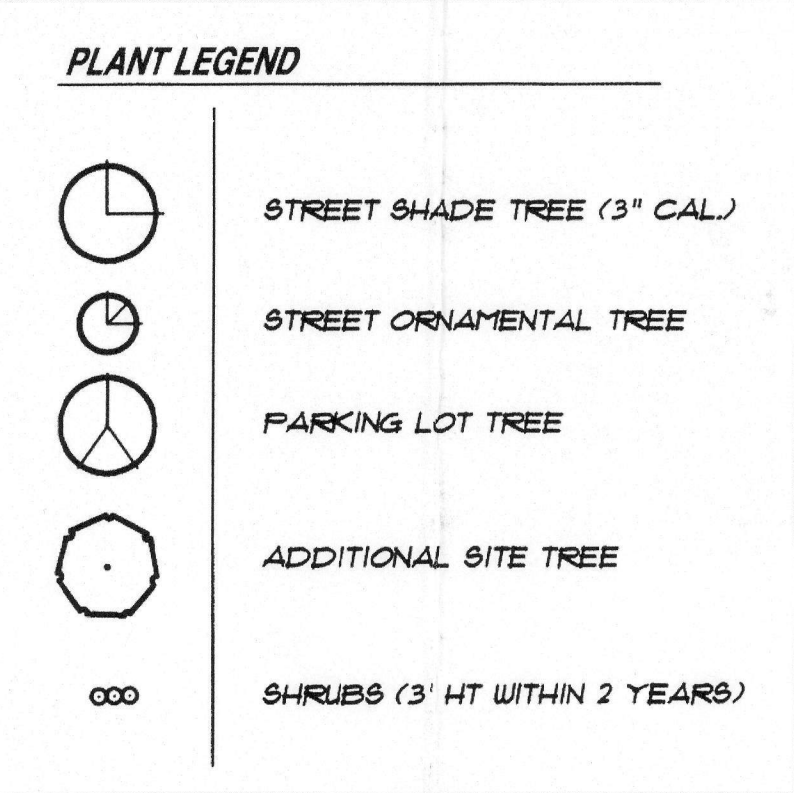 PLANT LEGEND
STREET SHADE TREE (3" CAL.)
STREET ORNAMENTAL TREE
PARKING LOT TREE
ADDITIONAL SITE TREE
SHRUBS (3' HT WITHIN 2 YEARS)